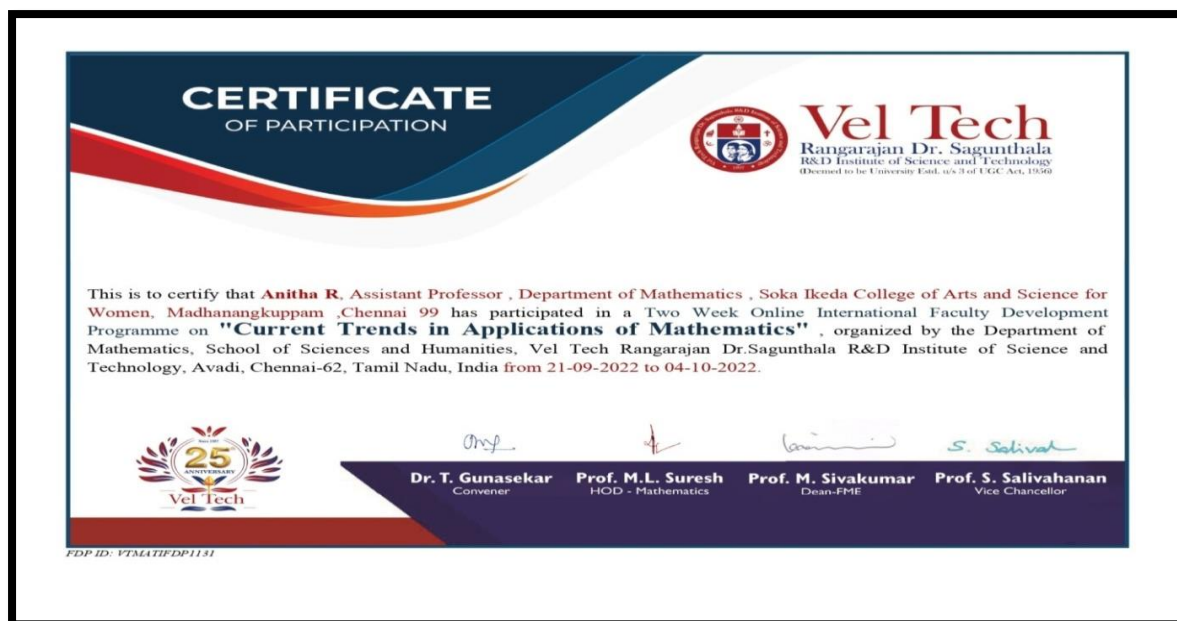 CERTIFICATE
OF PARTICIPATION
Vel Tech
Rangarajan Dr. Sagunthala
R&D Institute of Science and Technology
(Deemed to be University Estd. u/s 3 of UGC Act, 1956)
This is to certify that Anitha R, Assistant Professor , Department of Mathematics , Soka Ikeda College of Arts and Science for
Women, Madhanangkuppam ,Chennai 99 has participated in a Two Week Online International Faculty Development
Programme on "Current Trends in Applications of Mathematics" , organized by the Department of
Mathematics, School of Sciences and Humanities, Vel Tech Rangarajan Dr.Sagunthala R&D Institute of Science and
Technology, Avadi, Chennai-62, Tamil Nadu, India from 21-09-2022 to 04-10-2022.
25
ANNIVERSARY
Vel Tech
S. Salivah
Dr. T. Gunasekar
Convener
Prof. M.L. Suresh
HOD - Mathematics
Prof. M. Sivakumar
Dean-FME
Prof. S. Salivahanan
Vice Chancellor
FDP ID: VTMATIFDP1131